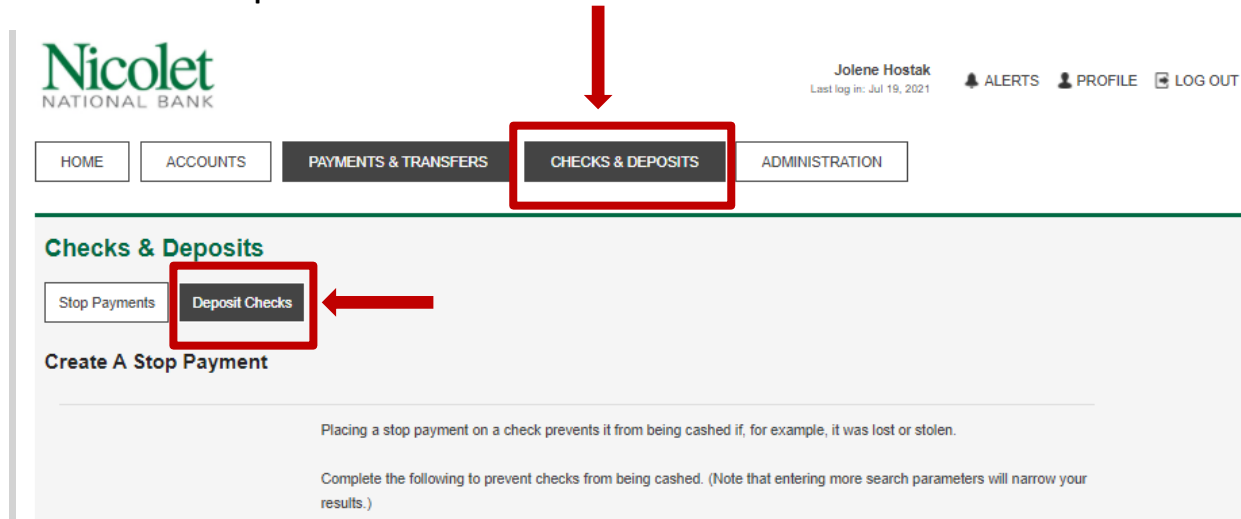 Nicolet
NATIONAL BANK
Jolene Hostak
Last log in: Jul 19, 2021
ALERTS PROFILE LOG OUT
HOME ACCOUNTS PAYMENTS & TRANSFERS CHECKS & DEPOSITS ADMINISTRATION
Checks & Deposits
Stop Payments Deposit Checks
Create A Stop Payment
Placing a stop payment on a check prevents it from being cashed if, for example, it was lost or stolen.
Complete the following to prevent checks from being cashed. (Note that entering more search parameters will narrow your
results.)